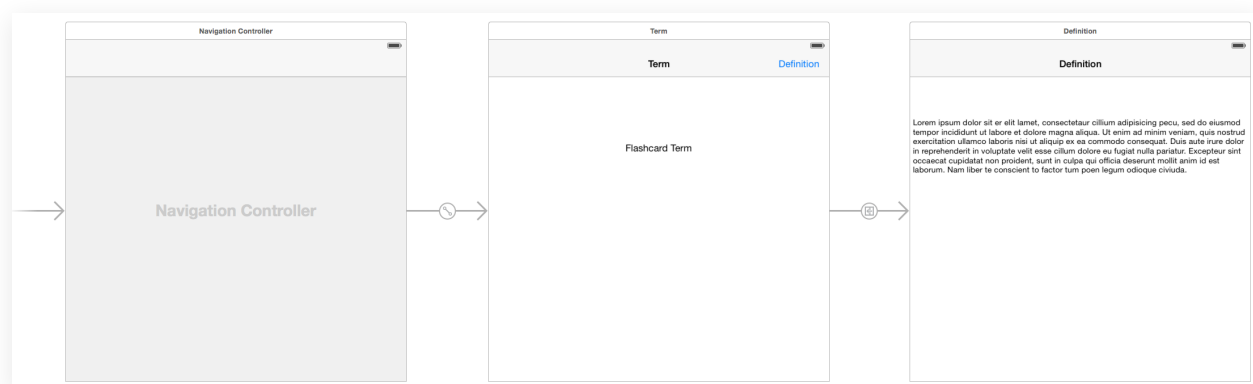 Navigation Controller
Navigation Controller
Term
Term
Definition
Flashcard Term
Definition
Definition
Lorem ipsum dolor sit er elit lamet, consectetaur cillium adipisicing pecu, sed do eiusmod
tempor incididunt ut labore et dolore magna aliqua. Ut enim ad minim veniam, quis nostrud
exercitation ullamco laboris nisi ut aliquip ex ea commodo consequat. Duis aute irure dolor
in reprehenderit in voluptate velit esse cillum dolore eu fugiat nulla pariatur. Excepteur sint
occaecat cupidatat non proident, sunt in culpa qui officia deserunt mollit anim id est
laborum. Nam liber te conscient to factor tum poen legum odioque civiuda.